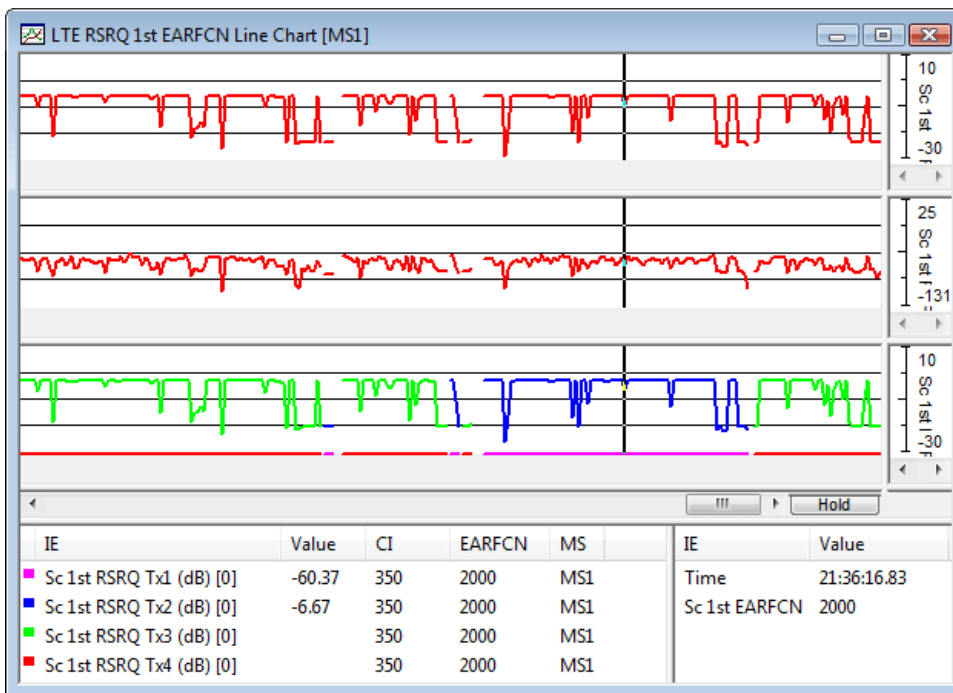 LTE RSRQ 1st EARFCN Line Chart [MS1]
10
Sc 1st
-30
25
Sc 1st
-131
10
Sc 1st
-30
Hold
IE Value CI EARFCN MS IE Value
Sc 1st RSRQ Tx1 (dB) [0] -60.37 350 2000 MS1 Time 21:36:16.83
Sc 1st RSRQ Tx2 (dB) [0] -6.67 350 2000 MS1 Sc 1st EARFCN 2000
Sc 1st RSRQ Tx3 (dB) [0] 350 2000 MS1
Sc 1st RSRQ Tx4 (dB) [0] 350 2000 MS1